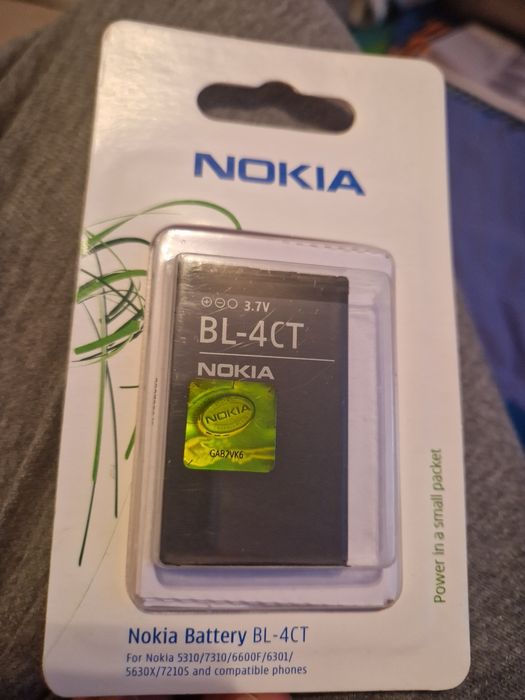 NOKIA
3.7V
BL-4CT
NOKIA
NOKIA
GAB2VK6
Power in a small packet
Nokia Battery BL-4CT
For Nokia 5310/7310/6600F/6301/
5630X/7210S and compatible phones